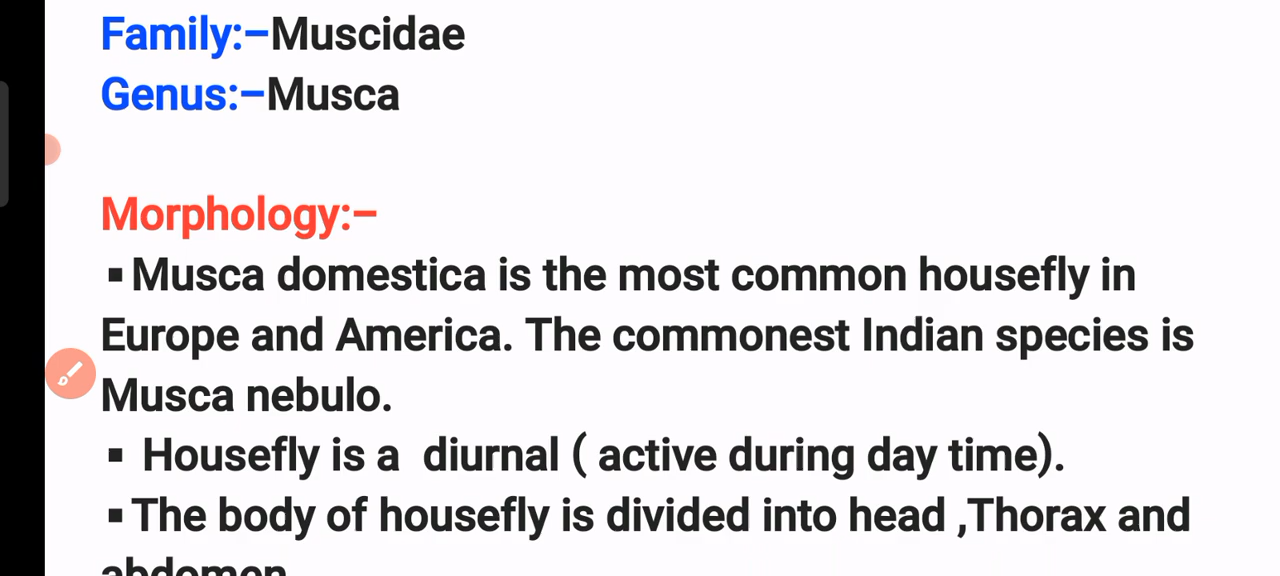 Family:–Muscidae
Genus:–Musca
Morphology:–
▪Musca domestica is the most common housefly in
Europe and America. The commonest Indian species is
Musca nebulo.
▪ Housefly is a  diurnal ( active during day time).
▪The body of housefly is divided into head ,Thorax and
abdomen